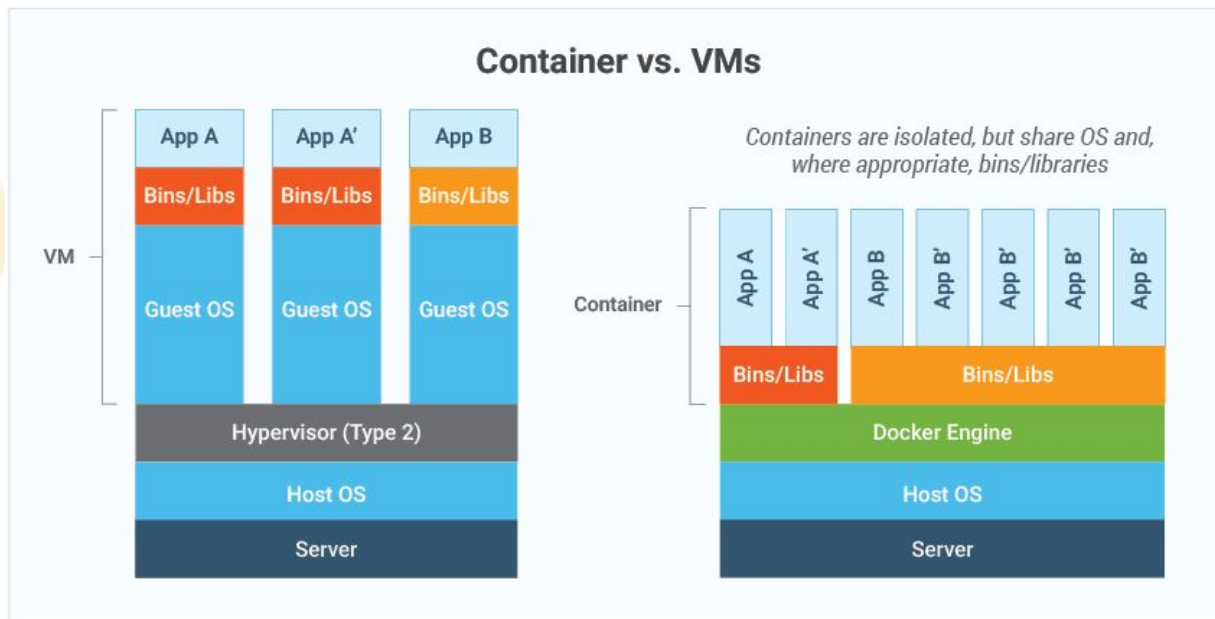 Container vs. VMs
VM
App A
App A'
App B
Bins/Libs
Bins/Libs
Bins/Libs
Guest OS
Guest OS
Guest OS
Hypervisor (Type 2)
Host OS
Server
Containers are isolated, but share OS and,
where appropriate, bins/libraries
Container
App A
App A'
App B
App B'
App B'
App B'
App B'
Bins/Libs
Bins/Libs
Docker Engine
Host OS
Server